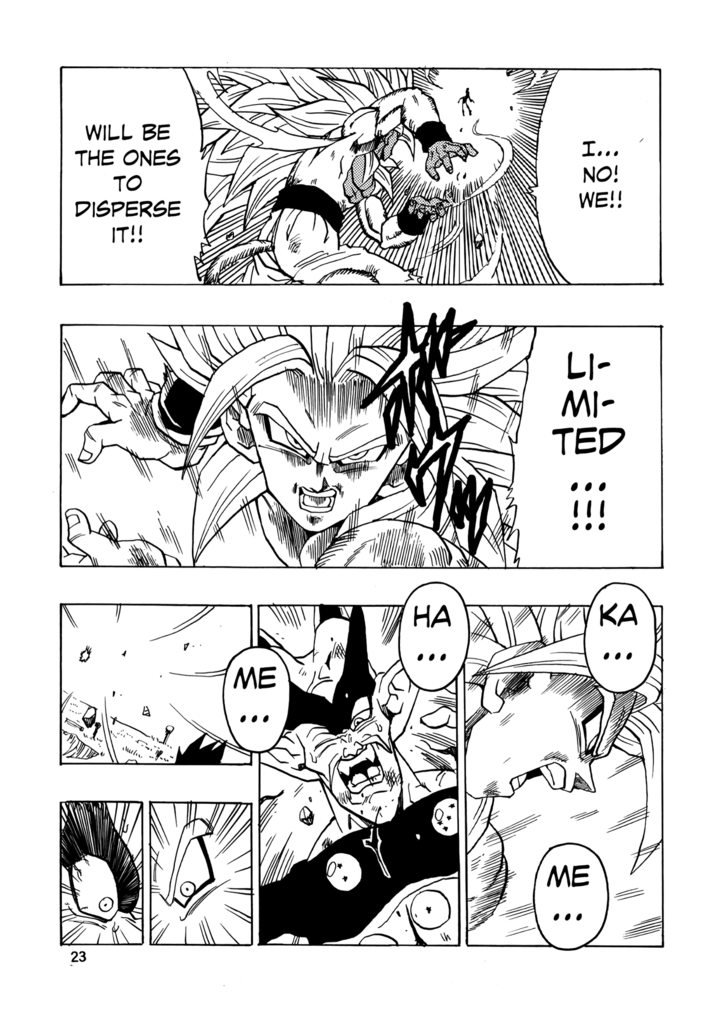 I...
NO!
WE!!
WILL BE
THE ONES
TO
DISPERSE
IT!!
LI-
MI-
TED
...
!!!
KA
...
ME
...
HA
...
ME
...
23